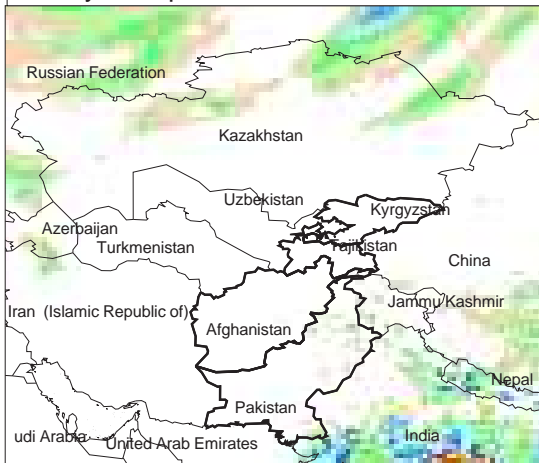 Russian Federation
Kazakhstan
Uzbekistan
Kyrgyzstan
Azerbaijan
Turkmenistan
Tajikistan
China
Iran (Islamic Republic of)
Jammu Kashmir
Afghanistan
Nepal
Pakistan
udi Arabia
United Arab Emirates
India